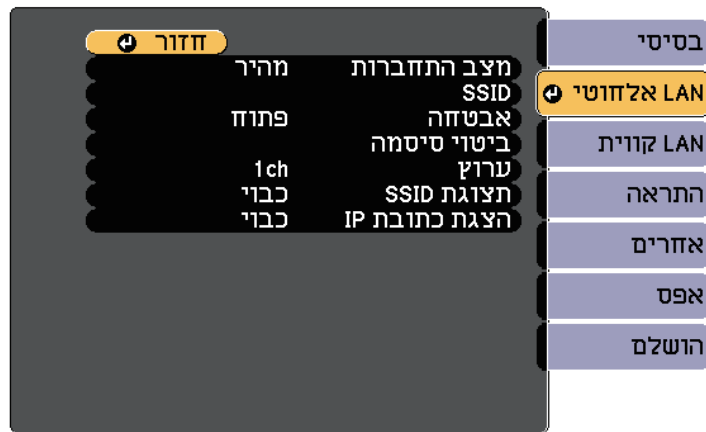 בסיסי
LAN אלחוטי
LAN קווית
התראה
אחרים
אפס
הושלם
חזור
מצב התחברות מהיר
SSID
אבטחה פתוח
ביטוי סיסמה
ערוץ 1ch
תצוגת SSID כבוי
הצגת כתובת IP כבוי